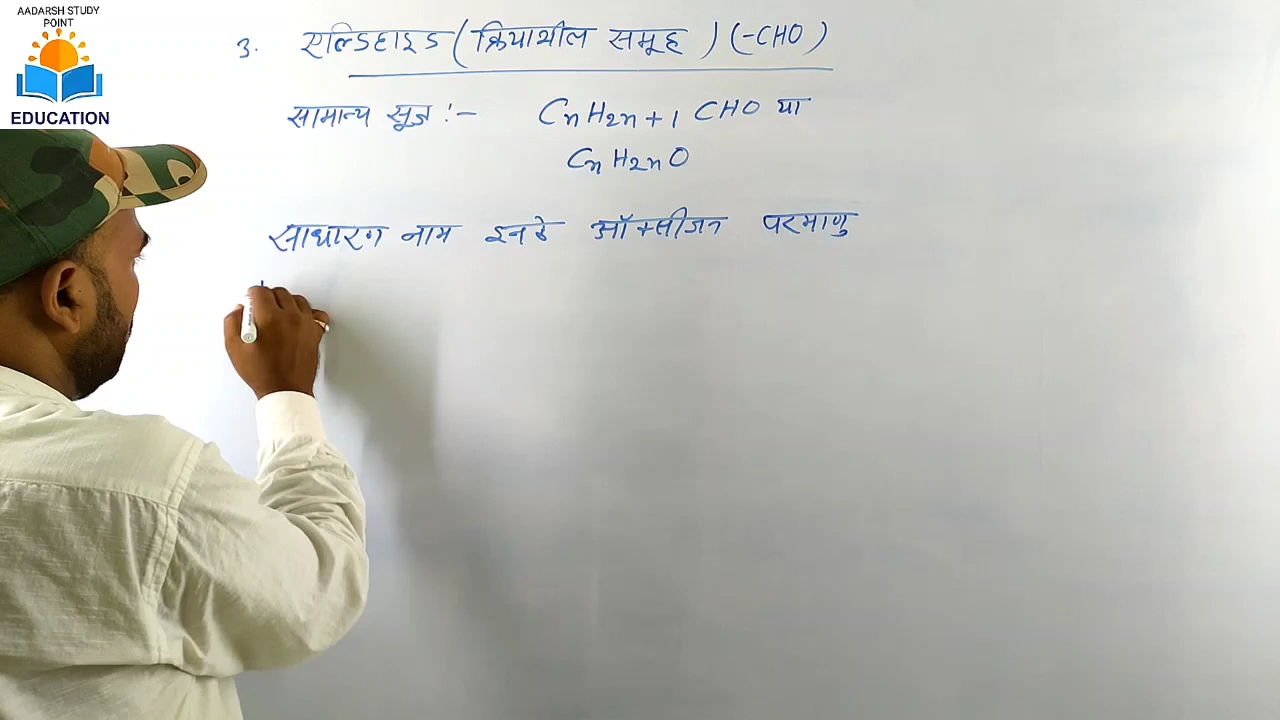 AADARSH STUDY
POINT
EDUCATION
3. एल्डिहाइड (क्रियाशील समूह) (-CHO)
सामान्य सूत्र :- CnH2n+1 CHO या
CnH2nO
साधारण नाम इनके ऑक्सीजन परमाणु